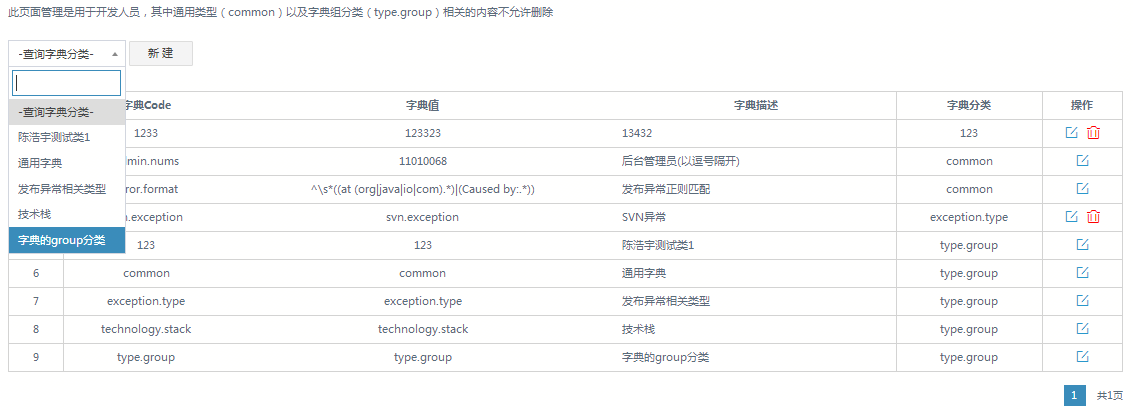 此页面管理是用于开发人员，其中通用类型（common）以及字典组分类（type.group）相关的内容不允许删除
-查询字典分类- 新 建
-查询字典分类-
陈浩宇测试类1
通用字典
发布异常相关类型
技术栈
字典的group分类
字典Code 字典值 字典描述 字典分类 操作
1233 123323 13432 123
min.nums 11010068 后台管理员(以逗号隔开) common
ror.format ^\s*((at (org|java|io|com).*)|(Caused by:.*)) 发布异常正则匹配 common
.exception svn.exception SVN异常 exception.type
123 123 陈浩宇测试类1 type.group
6 common common 通用字典 type.group
7 exception.type exception.type 发布异常相关类型 type.group
8 technology.stack technology.stack 技术栈 type.group
9 type.group type.group 字典的group分类 type.group
1 共1页